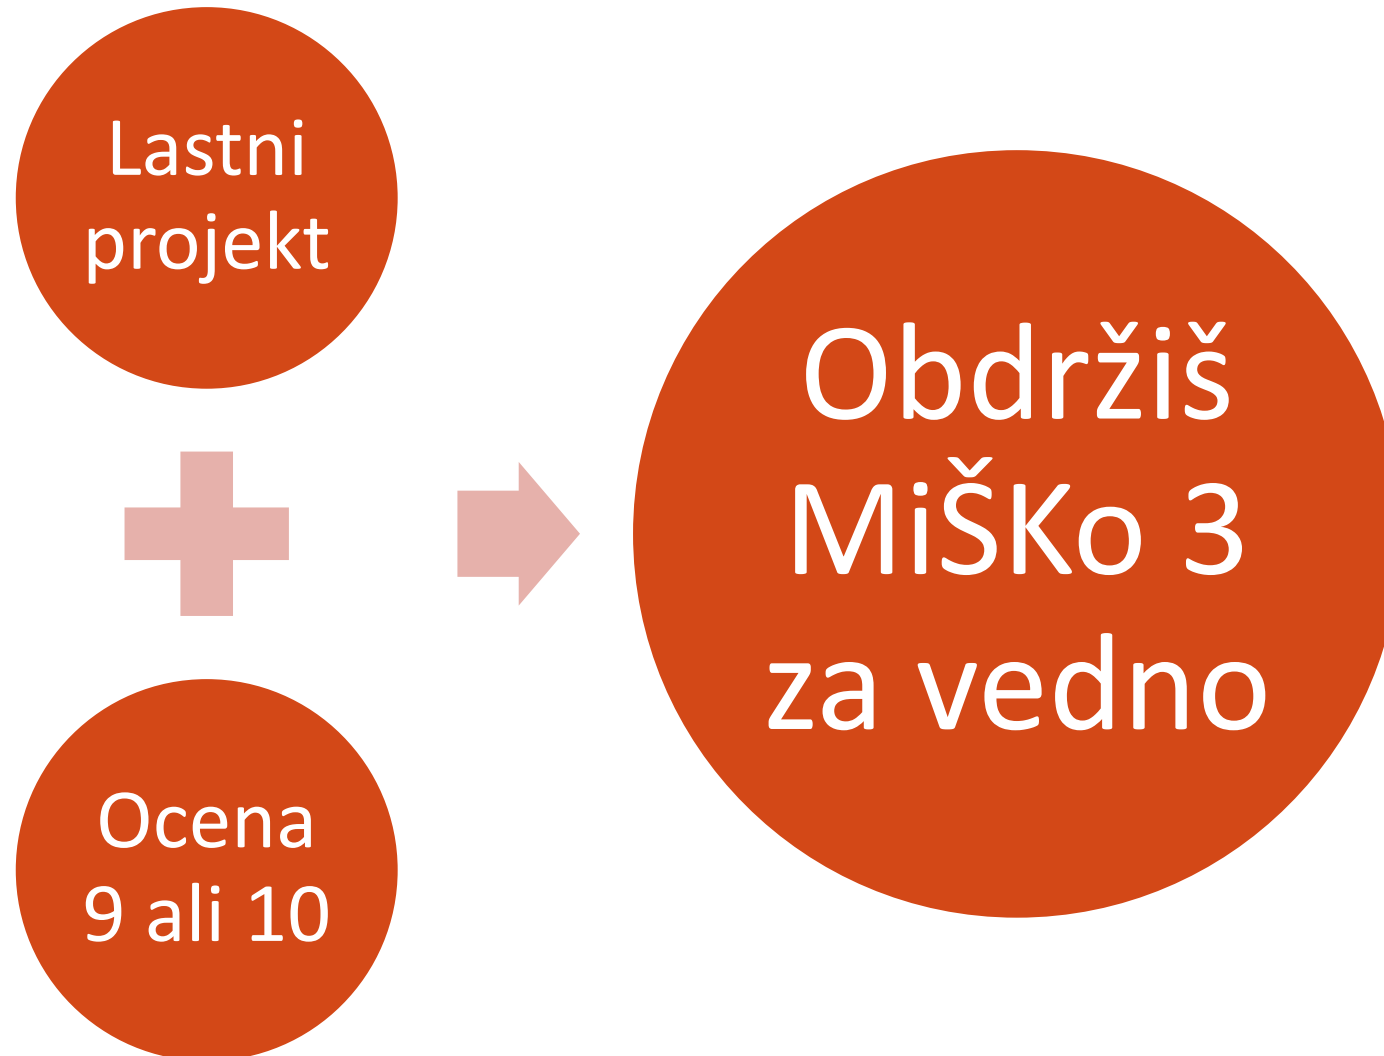 Lastni
projekt
Ocena
9 ali 10
Obdržiš
MiŠKo 3
za vedno